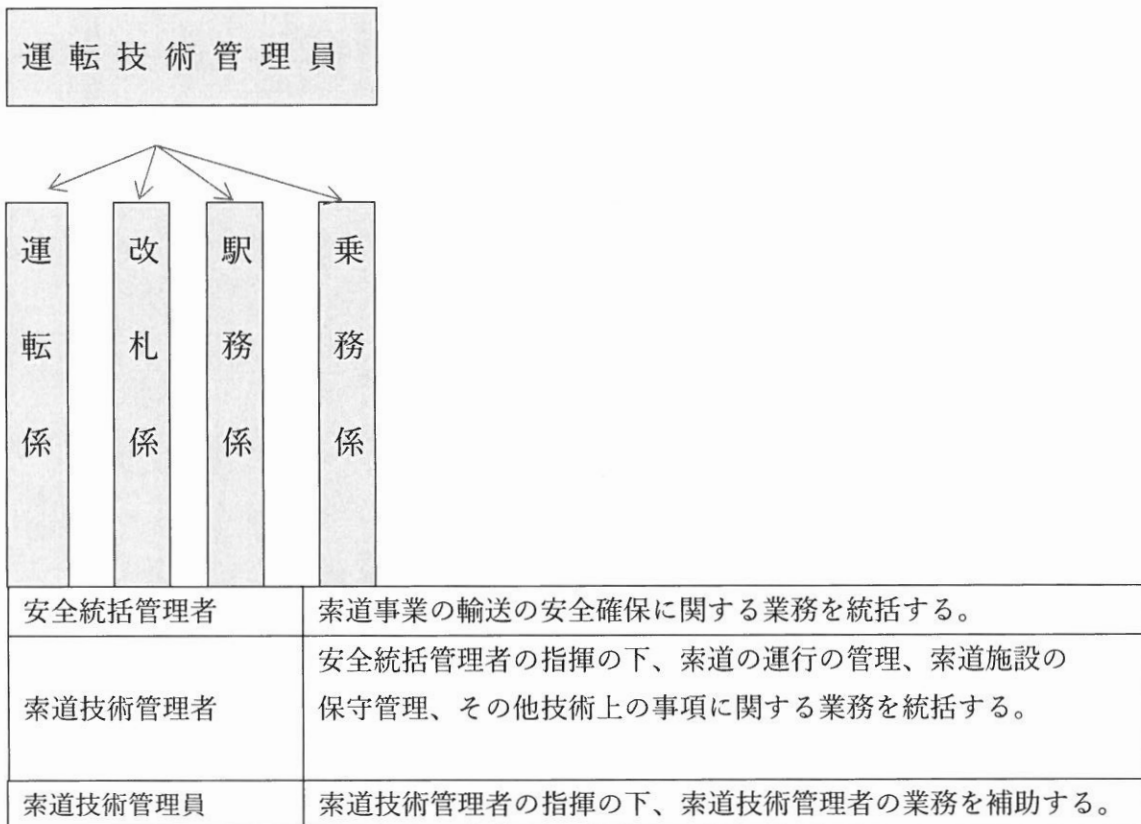 運転技術管理員
運転係
改札係
駅務係
乗務係
安全統括管理者
索道事業の輸送の安全確保に関する業務を統括する。
索道技術管理者
安全統括管理者の指揮の下、索道の運行の管理、索道施設の
保守管理、その他技術上の事項に関する業務を統括する。
索道技術管理員
索道技術管理者の指揮の下、索道技術管理者の業務を補助する。